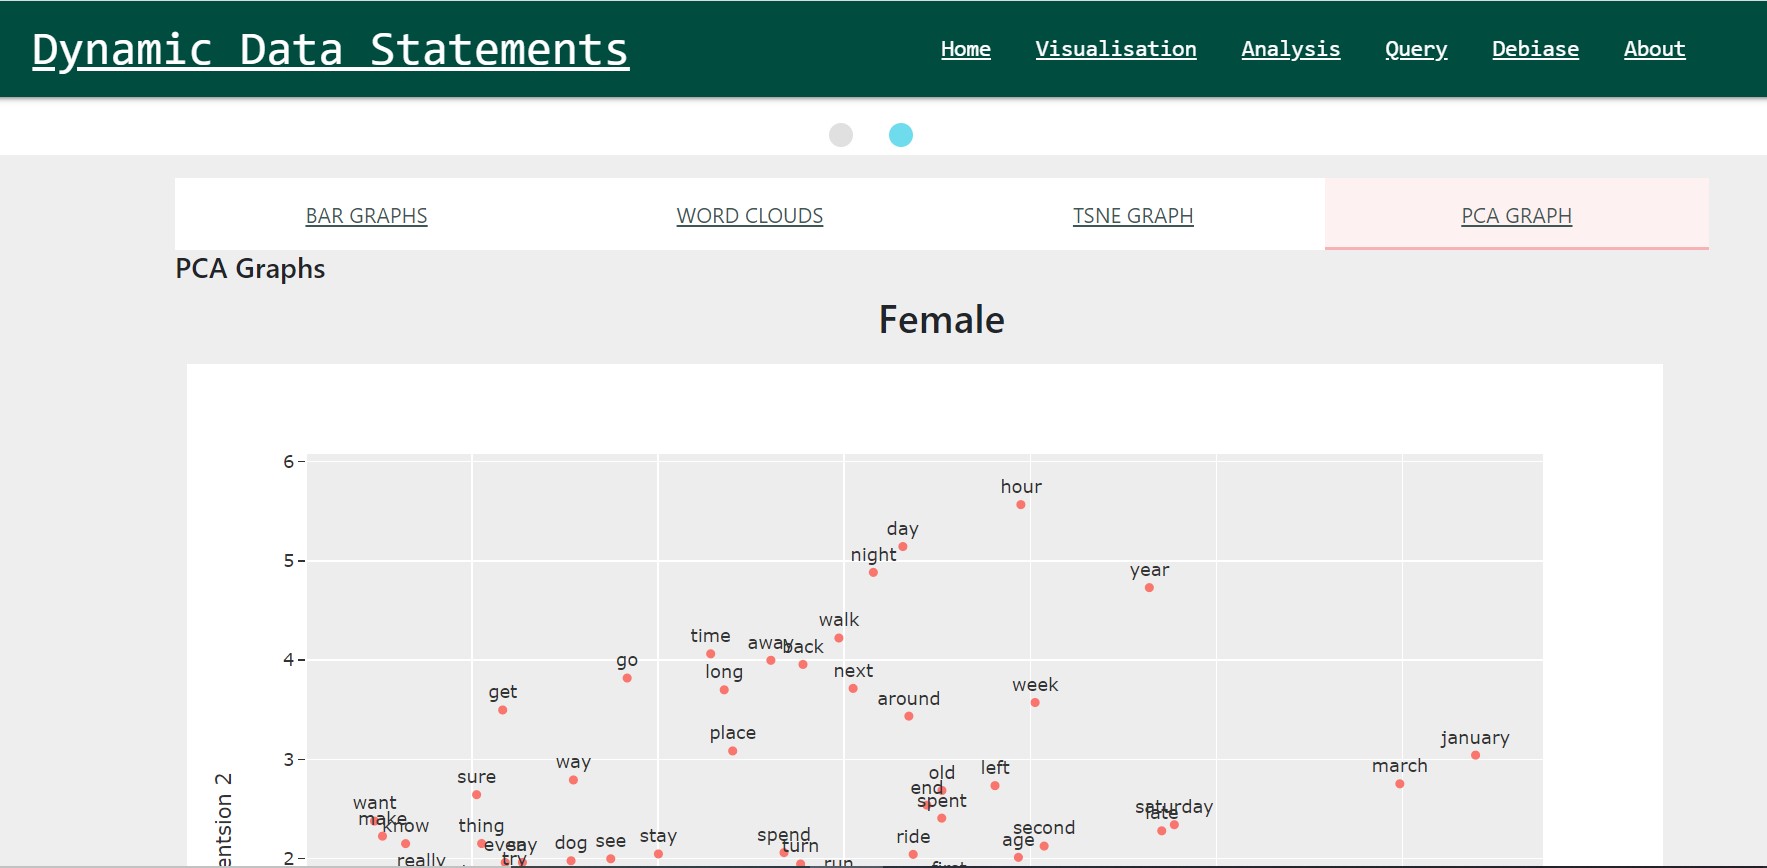 Dynamic Data Statements
Home Visualisation Analysis Query Debiase About
BAR GRAPHS WORD CLOUDS TSNE GRAPH PCA GRAPH
PCA Graphs
Female
6
hour
day
night
5
year
walk
time
away back
4
go
long next
week
get
around
place
january
3
way
march
left
old
sure
end
spent
want
saturday
late
make
know
thing
second
spend
ride
stay
age
dog see
even say
turn
try
2
really
run
first
entsion 2